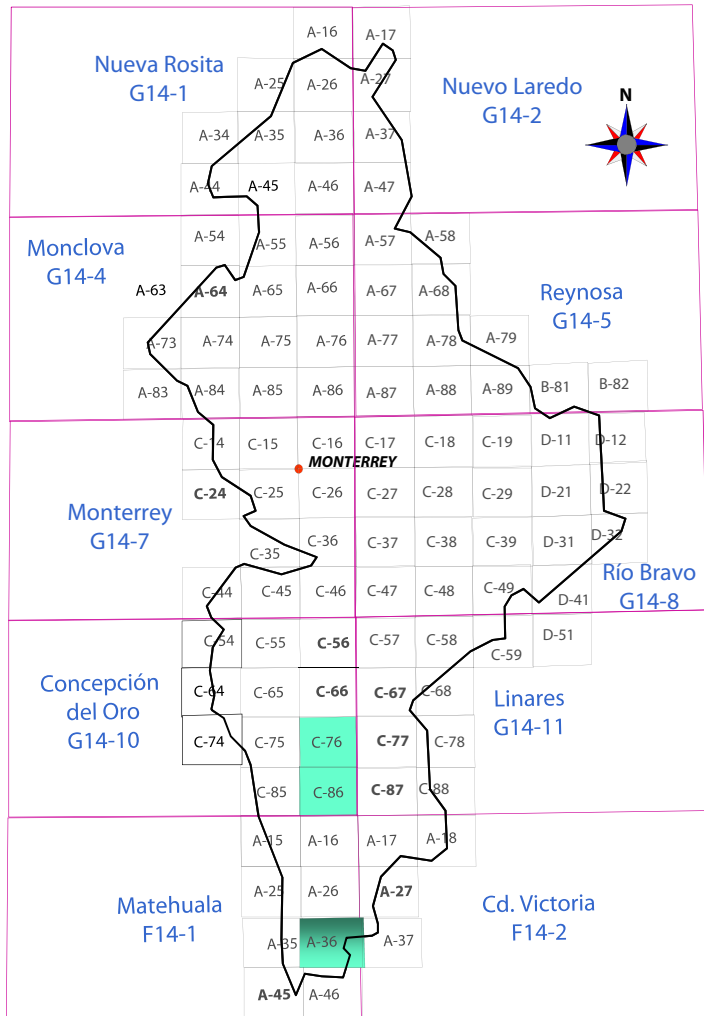 A-16 A-17
Nueva Rosita
G14-1
A-25 A-26 A-27
Nuevo Laredo
G14-2
N
A-34 A-35 A-36 A-37
A-44 A-45 A-46 A-47
A-54 A-55 A-56 A-57 A-58
Monclova
G14-4
A-63 A-64 A-65 A-66 A-67 A-68
Reynosa
G14-5
A-73 A-74 A-75 A-76 A-77 A-78 A-79
A-83 A-84 A-85 A-86 A-87 A-88 A-89 B-81 B-82
C-14 C-15 C-16 C-17 C-18 C-19 D-11 D-12
MONTERREY
C-24 C-25 C-26 C-27 C-28 C-29 D-21 D-22
Monterrey
G14-7
C-35 C-36 C-37 C-38 C-39 D-31 D-32
C-44 C-45 C-46 C-47 C-48 C-49 D-41
Río Bravo
G14-8
C-54 C-55 C-56 C-57 C-58 C-59 D-51
Concepción
del Oro
G14-10
C-64 C-65 C-66 C-67 C-68
Linares
G14-11
C-74 C-75 C-76 C-77 C-78
C-85 C-86 C-87 C-88
A-15 A-16 A-17 A-18
A-25 A-26 A-27
Matehuala
F14-1
Cd. Victoria
F14-2
A-35 A-36 A-37
A-45 A-46